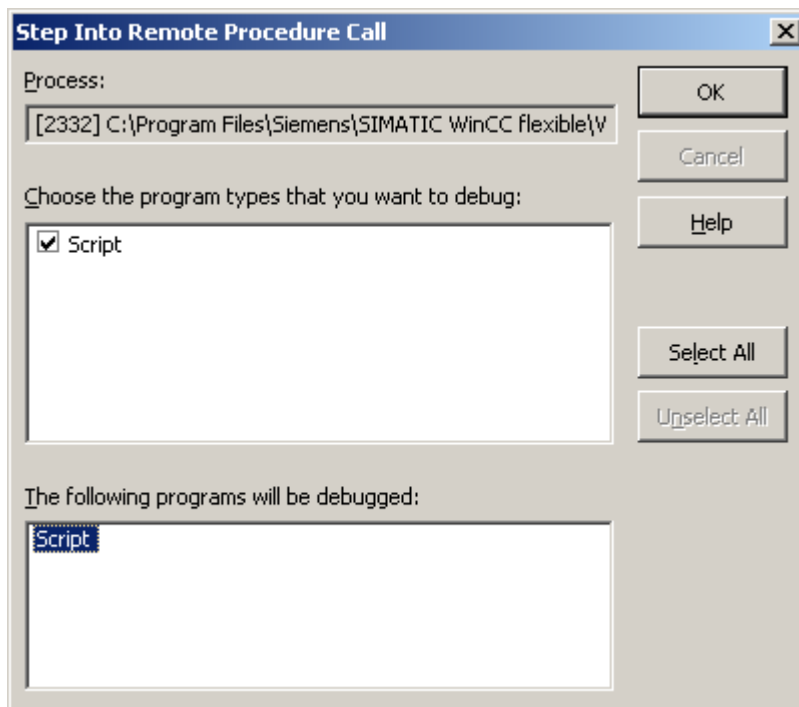 Step Into Remote Procedure Call
Process:
[2332] C:\Program Files\Siemens\SIMATIC WinCC flexible\
OK
Cancel
Choose the program types that you want to debug:
Help
Script
Select All
Unselect All
The following programs will be debugged:
Script